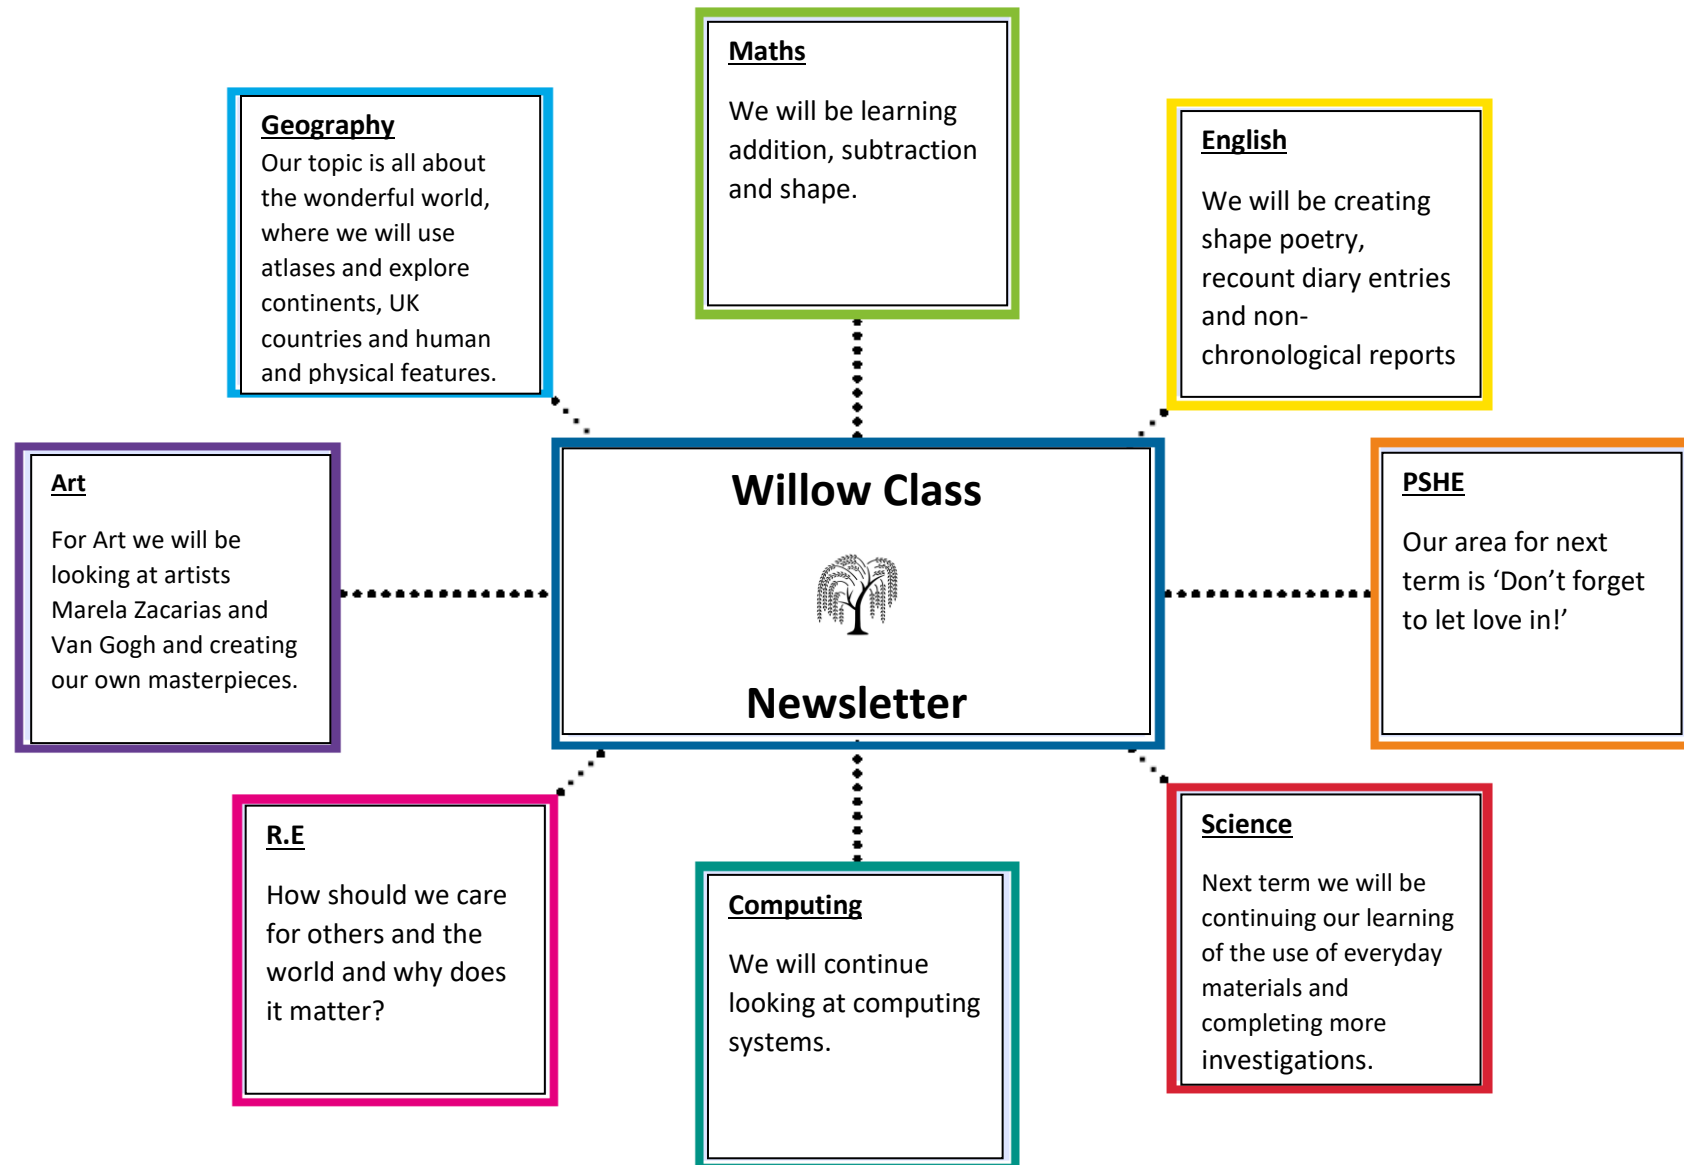 Maths
We will be learning
addition, subtraction
and shape.
Geography
Our topic is all about
the wonderful world,
where we will use
atlases and explore
continents, UK
countries and human
and physical features.
English
We will be creating
shape poetry,
recount diary entries
and non-
chronological reports
Art
For Art we will be
looking at artists
Marela Zacarias and
Van Gogh and creating
our own masterpieces.
Willow Class
Newsletter
PSHE
Our area for next
term is ‘Don’t forget
to let love in!’
R.E
How should we care
for others and the
world and why does
it matter?
Computing
We will continue
looking at computing
systems.
Science
Next term we will be
continuing our learning
of the use of everyday
materials and
completing more
investigations.